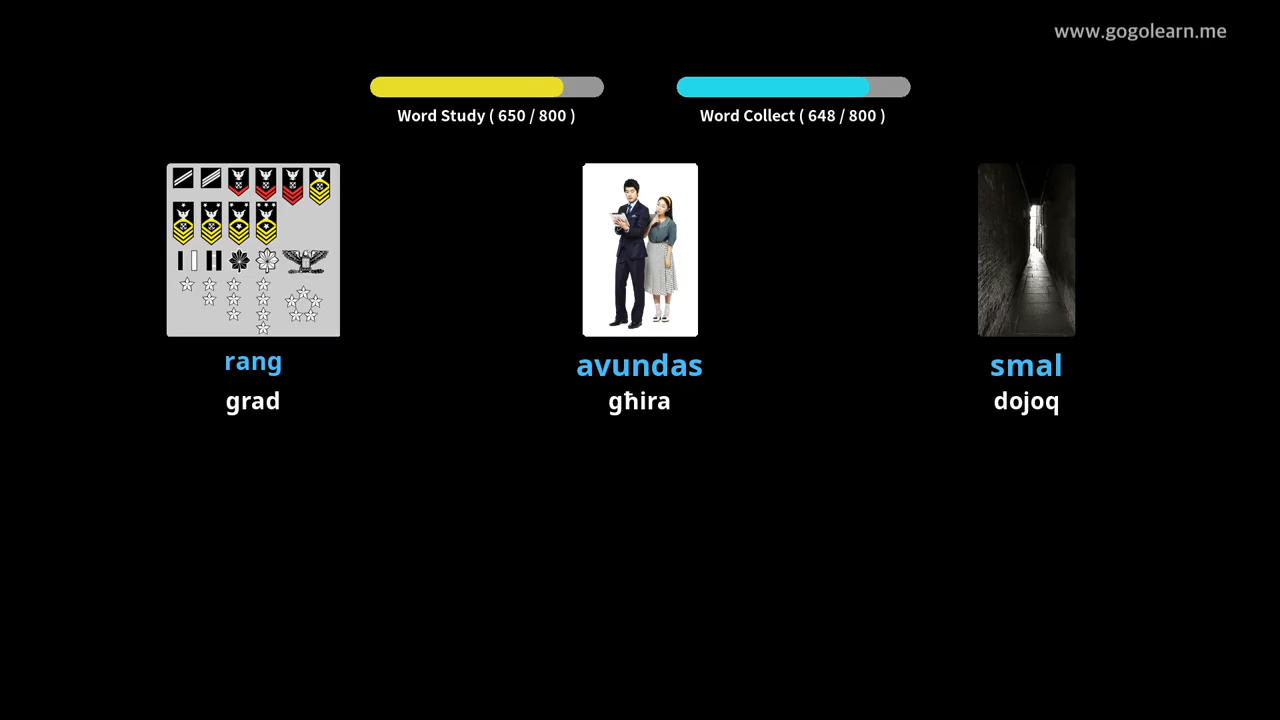 www.gogolearn.me
Word Study ( 650 / 800 )
Word Collect ( 648 / 800 )
rang
grad
avundas
għira
smal
dojoq